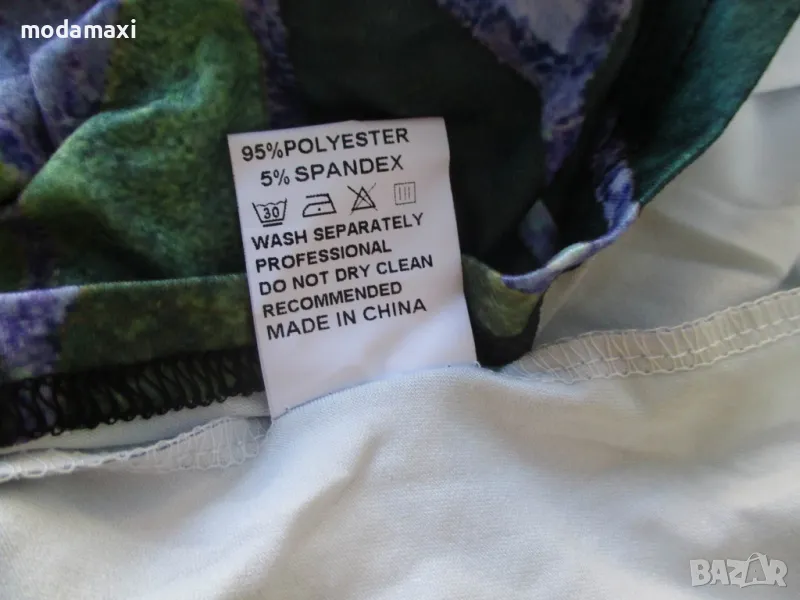 modamaxi
95%POLYESTER
5% SPANDEX
30
WASH SEPARATELY
PROFESSIONAL
DO NOT DRY CLEAN
RECOMMENDED
MADE IN CHINA
BAZAR